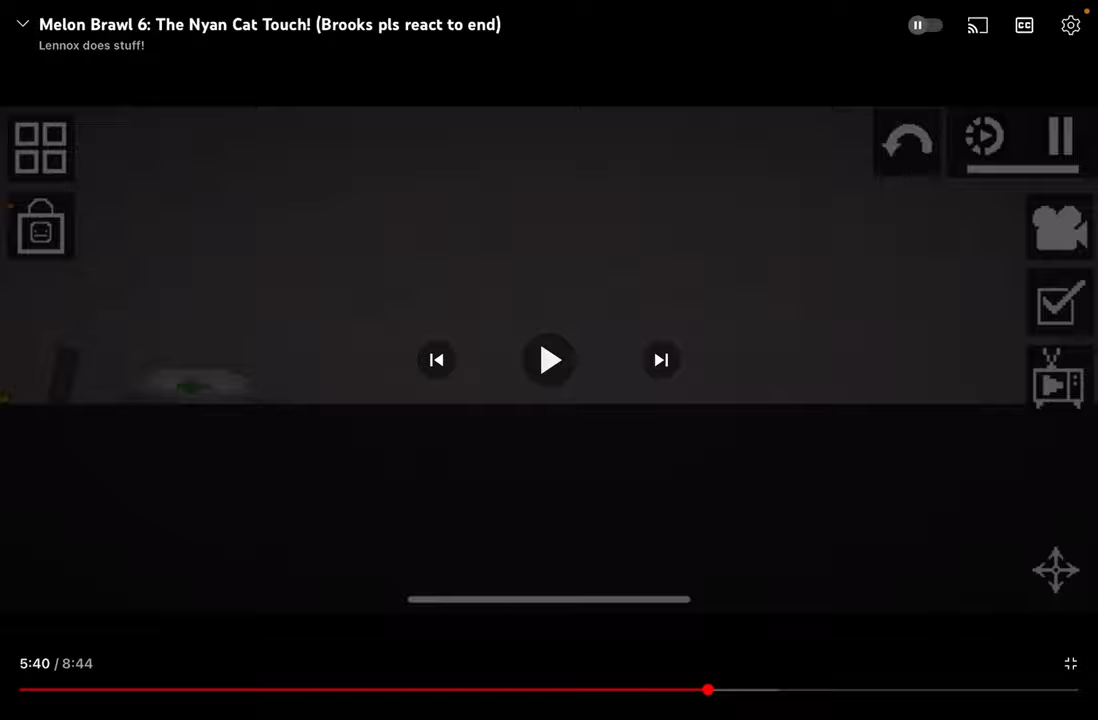 Melon Brawl 6: The Nyan Cat Touch! (Brooks pls react to end)
Lennox does stuff!
CC
5:40 / 8:44